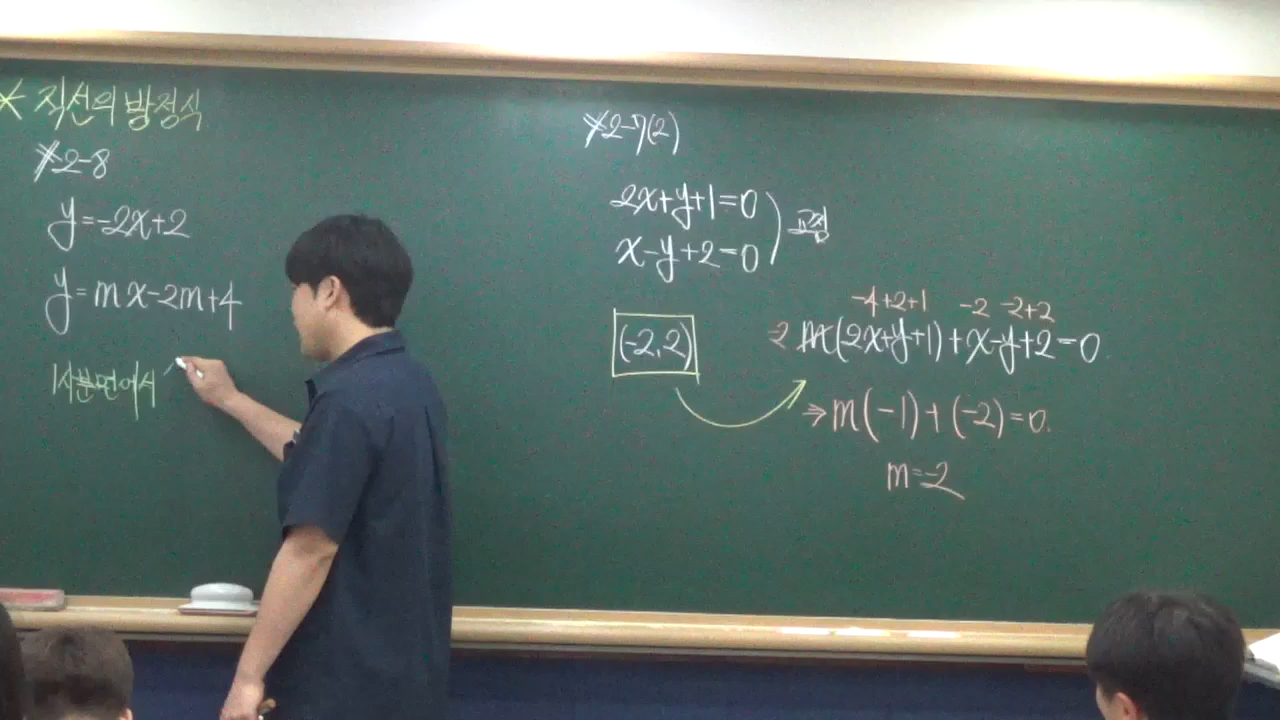 * 직선의 방정식
*2-8
y=-2x+2
y=mx-2m+4
1사분면에서
*2-7(2)
2x+y+1=0
x-y+2=0
교점
(-2,2)
-4+2+1 -2 -2+2
-2 m(2x+y+1)+x-y+2=0
⇒m(-1)+(-2)=0.
m=-2